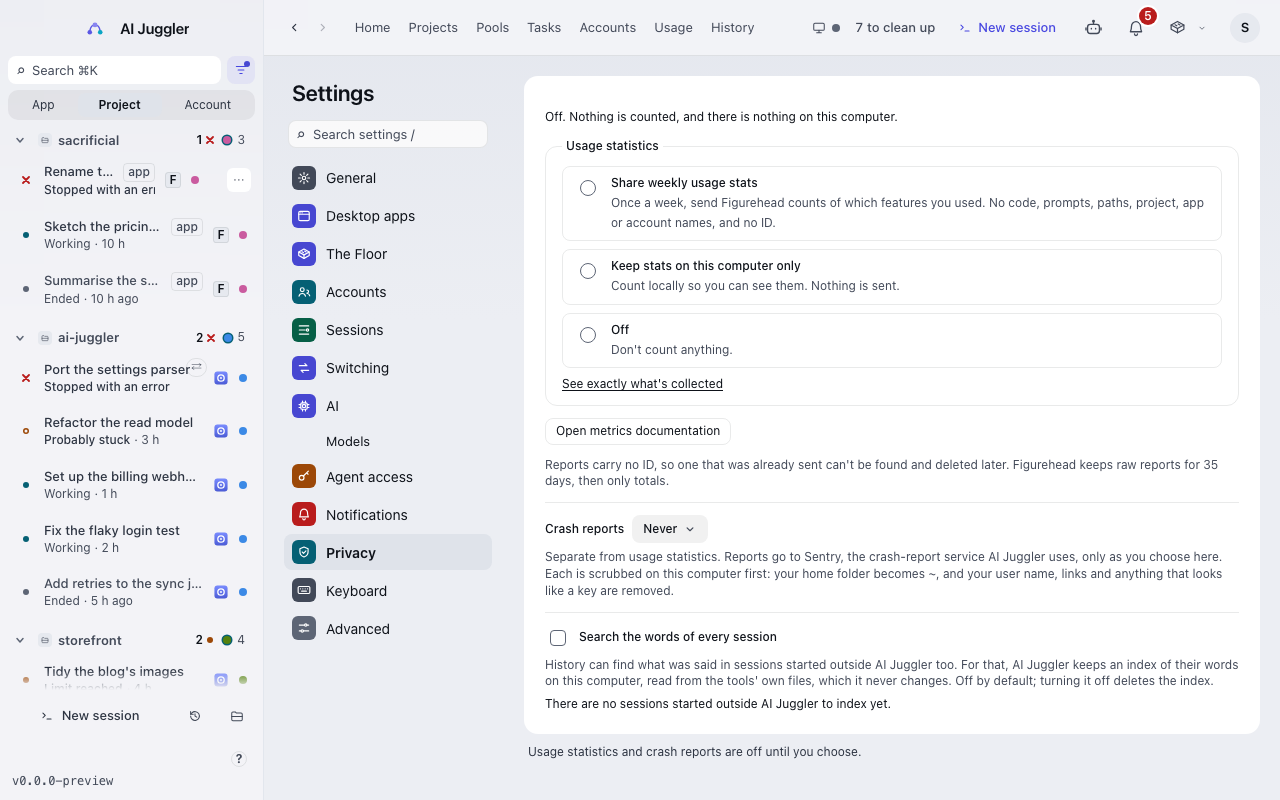 AI Juggler
Search ⌘K
App Project Account
sacrificial 1 3
Rename t... app F
Stopped with an err
Sketch the pricin... app F
Working · 10 h
Summarise the s... app F
Ended · 10 h ago
ai-juggler 2 5
Port the settings parser
Stopped with an error
Refactor the read model
Probably stuck · 3 h
Set up the billing webh...
Working · 1 h
Fix the flaky login test
Working · 2 h
Add retries to the sync j...
Ended · 5 h ago
storefront 2 4
Tidy the blog's images
Limit reached · 4 h
New session
?
v0.0.0-preview
Home Projects Pools Tasks Accounts Usage History 7 to clean up New session 5 S
Settings
Search settings /
General
Desktop apps
The Floor
Accounts
Sessions
Switching
AI
Models
Agent access
Notifications
Privacy
Keyboard
Advanced
Off. Nothing is counted, and there is nothing on this computer.
Usage statistics
Share weekly usage stats
Once a week, send Figurehead counts of which features you used. No code, prompts, paths, project, app
or account names, and no ID.
Keep stats on this computer only
Count locally so you can see them. Nothing is sent.
Off
Don't count anything.
See exactly what's collected
Open metrics documentation
Reports carry no ID, so one that was already sent can't be found and deleted later. Figurehead keeps raw reports for 35
days, then only totals.
Crash reports Never
Separate from usage statistics. Reports go to Sentry, the crash-report service AI Juggler uses, only as you choose here.
Each is scrubbed on this computer first: your home folder becomes ~, and your user name, links and anything that looks
like a key are removed.
Search the words of every session
History can find what was said in sessions started outside AI Juggler too. For that, AI Juggler keeps an index of their words
on this computer, read from the tools' own files, which it never changes. Off by default; turning it off deletes the index.
There are no sessions started outside AI Juggler to index yet.
Usage statistics and crash reports are off until you choose.